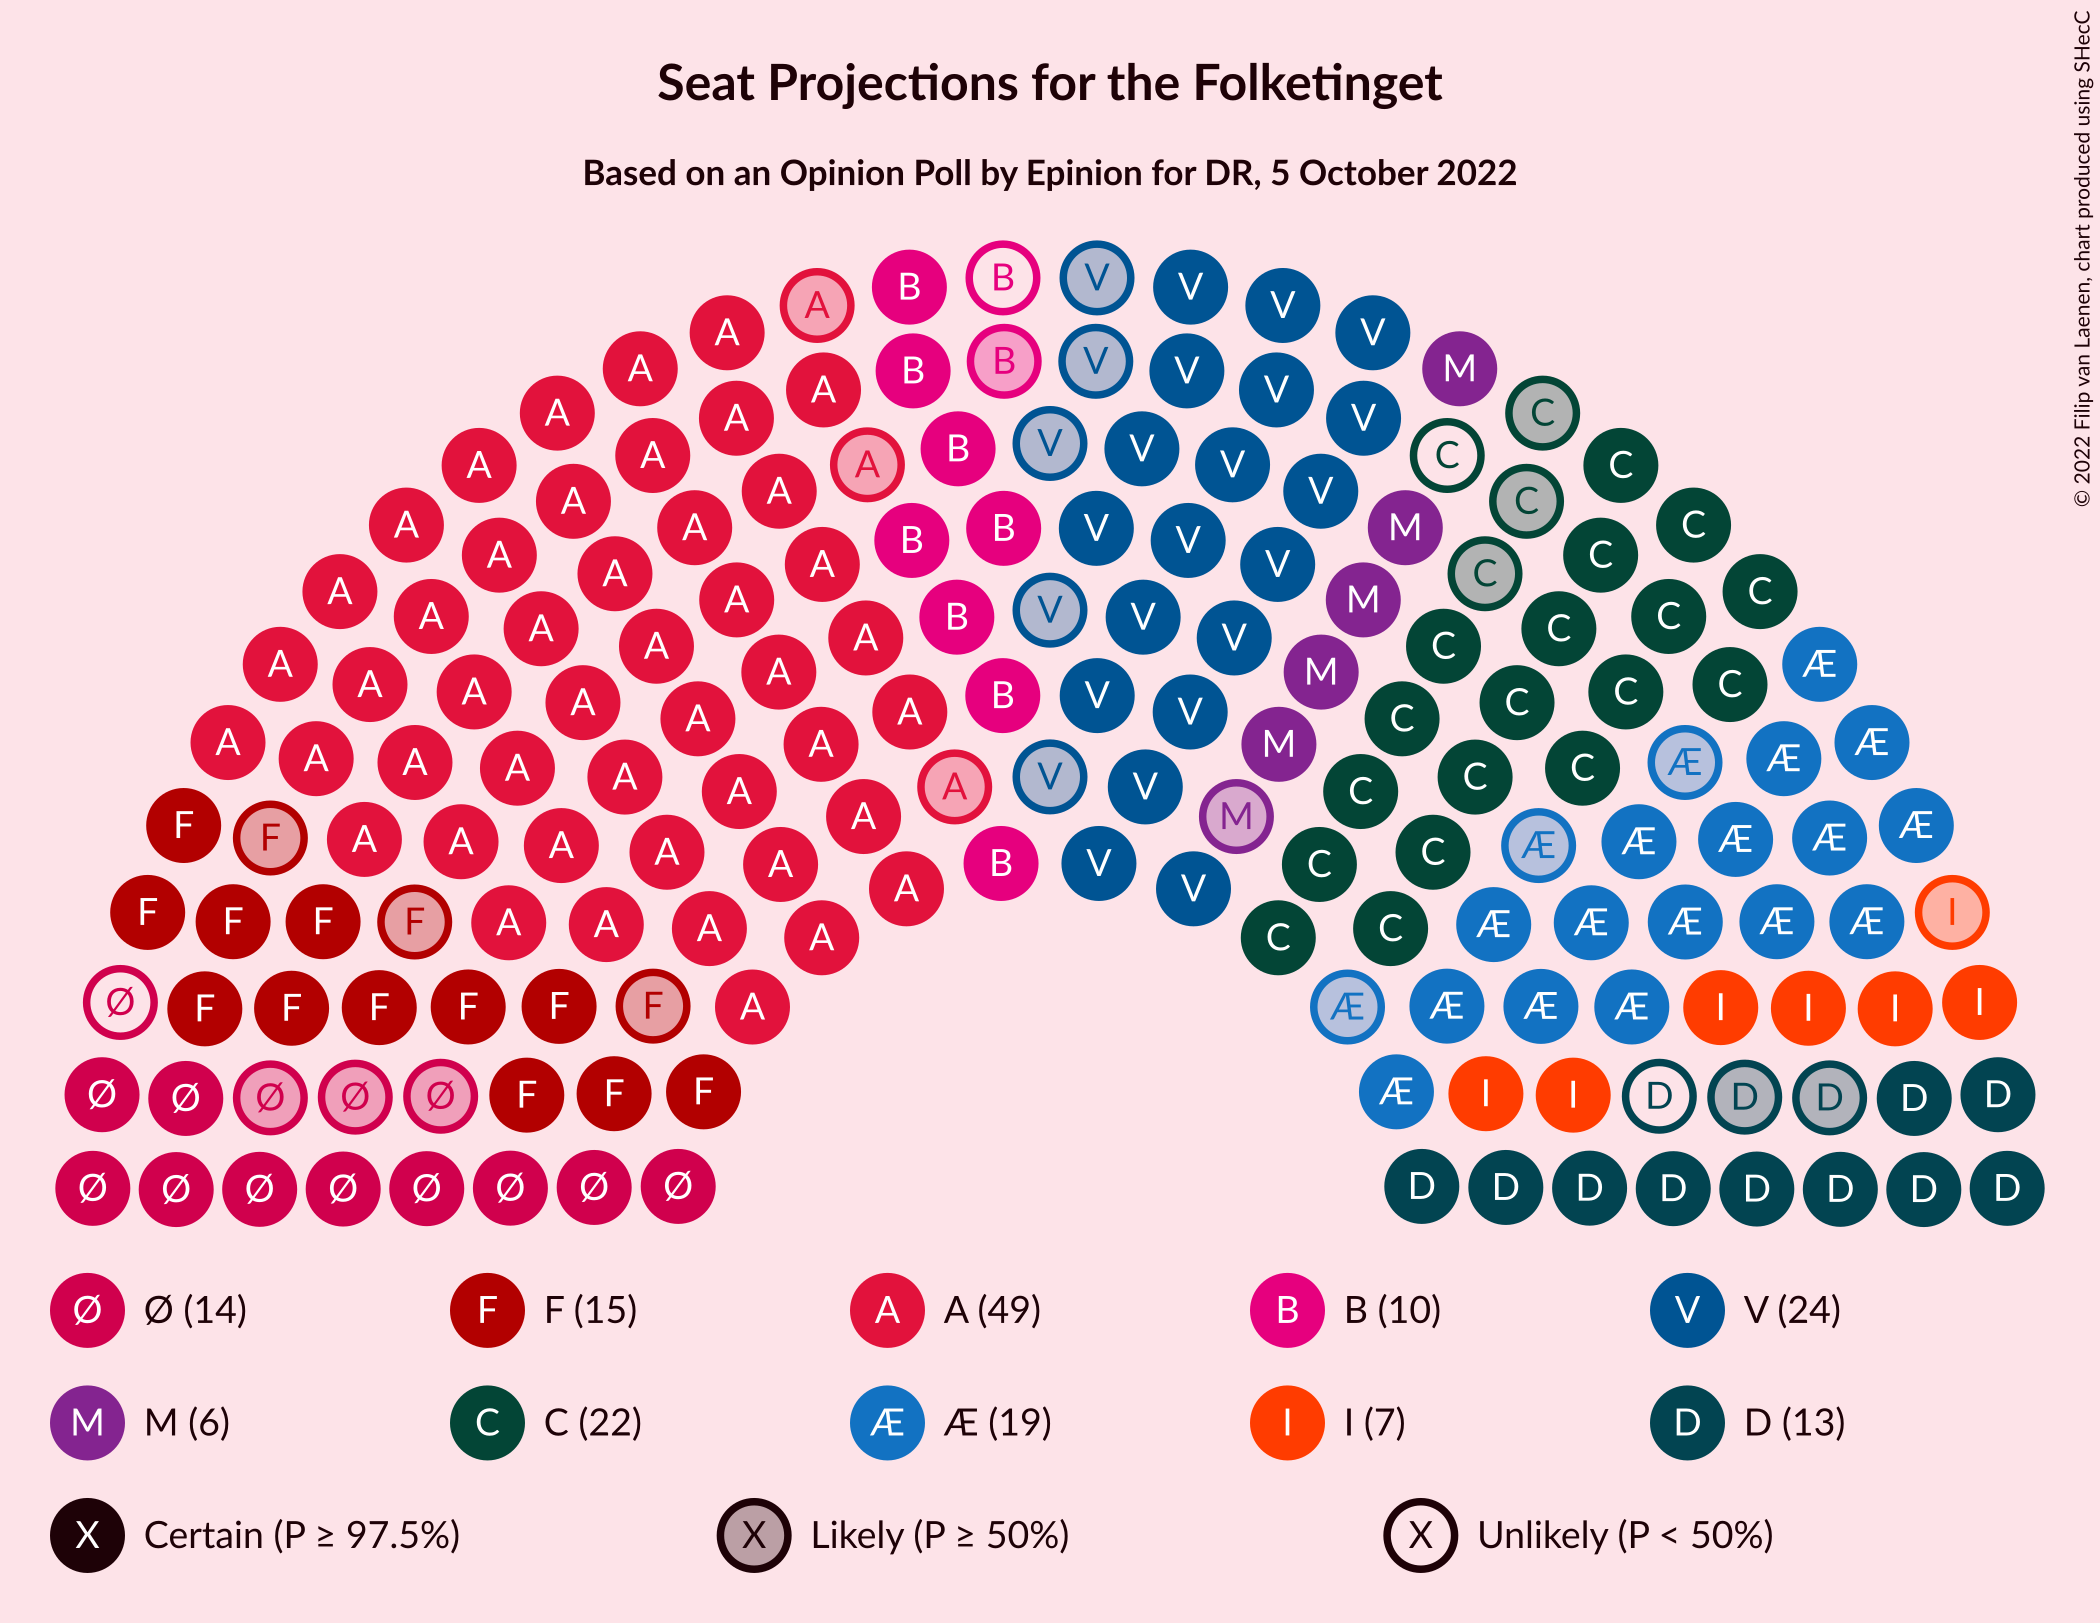 Seat Projections for the Folketinget
Based on an Opinion Poll by Epinion for DR, 5 October 2022
© 2022 Filip van Laenen, chart produced using SHecC
B B V V
A V
A B B V V V
A A V M
A A B V V V C
A A A V C
A A A V C C
A A B B V V M C
A A A V C C
A A A B V V M C
A A A V C C
A A A A B V M C Æ
A A A V C C
A A A A A V V M C Æ
A A A M C Æ
F A A A A B V C Æ
F A A A V C Æ Æ
F F A A A C Æ Æ
F F A A C Æ Æ I
Ø F F F F F F A Æ Æ Æ Æ I I I I
Ø Ø Ø Ø Ø F F F Æ I I D D D D D
Ø Ø Ø Ø Ø Ø Ø Ø D D D D D D D D
Ø Ø (14) F F (15) A A (49) B B (10) V V (24)
M M (6) C C (22) Æ Æ (19) I I (7) D D (13)
X Certain (P ≥ 97.5%) X Likely (P ≥ 50%) X Unlikely (P < 50%)